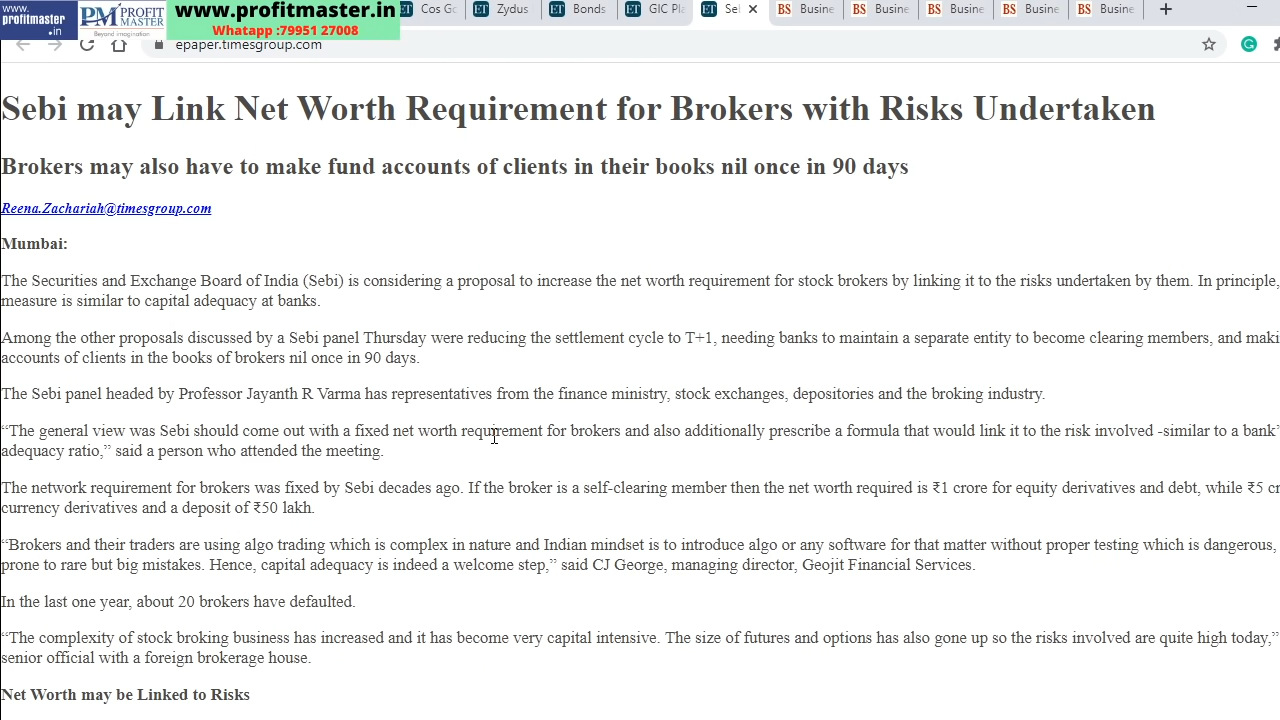 www.
profitmaster
.in
PM PROFIT MASTER
Beyond imagination
www.profitmaster.in
Whatapp :79951 27008
ET Cos Go
ET Zydus
ET Bonds
ET GIC Pla
ET Sel
BS Busine
BS Busine
BS Busine
BS Busine
BS Busine
epaper.timesgroup.com
Sebi may Link Net Worth Requirement for Brokers with Risks Undertaken
Brokers may also have to make fund accounts of clients in their books nil once in 90 days
Reena.Zachariah@timesgroup.com
Mumbai:
The Securities and Exchange Board of India (Sebi) is considering a proposal to increase the net worth requirement for stock brokers by linking it to the risks undertaken by them. In principle,
measure is similar to capital adequacy at banks.
Among the other proposals discussed by a Sebi panel Thursday were reducing the settlement cycle to T+1, needing banks to maintain a separate entity to become clearing members, and maki
accounts of clients in the books of brokers nil once in 90 days.
The Sebi panel headed by Professor Jayanth R Varma has representatives from the finance ministry, stock exchanges, depositories and the broking industry.
“The general view was Sebi should come out with a fixed net worth requirement for brokers and also additionally prescribe a formula that would link it to the risk involved -similar to a bank’
adequacy ratio,” said a person who attended the meeting.
The network requirement for brokers was fixed by Sebi decades ago. If the broker is a self-clearing member then the net worth required is ₹1 crore for equity derivatives and debt, while ₹5 cr
currency derivatives and a deposit of ₹50 lakh.
“Brokers and their traders are using algo trading which is complex in nature and Indian mindset is to introduce algo or any software for that matter without proper testing which is dangerous,
prone to rare but big mistakes. Hence, capital adequacy is indeed a welcome step,” said CJ George, managing director, Geojit Financial Services.
In the last one year, about 20 brokers have defaulted.
“The complexity of stock broking business has increased and it has become very capital intensive. The size of futures and options has also gone up so the risks involved are quite high today,”
senior official with a foreign brokerage house.
Net Worth may be Linked to Risks